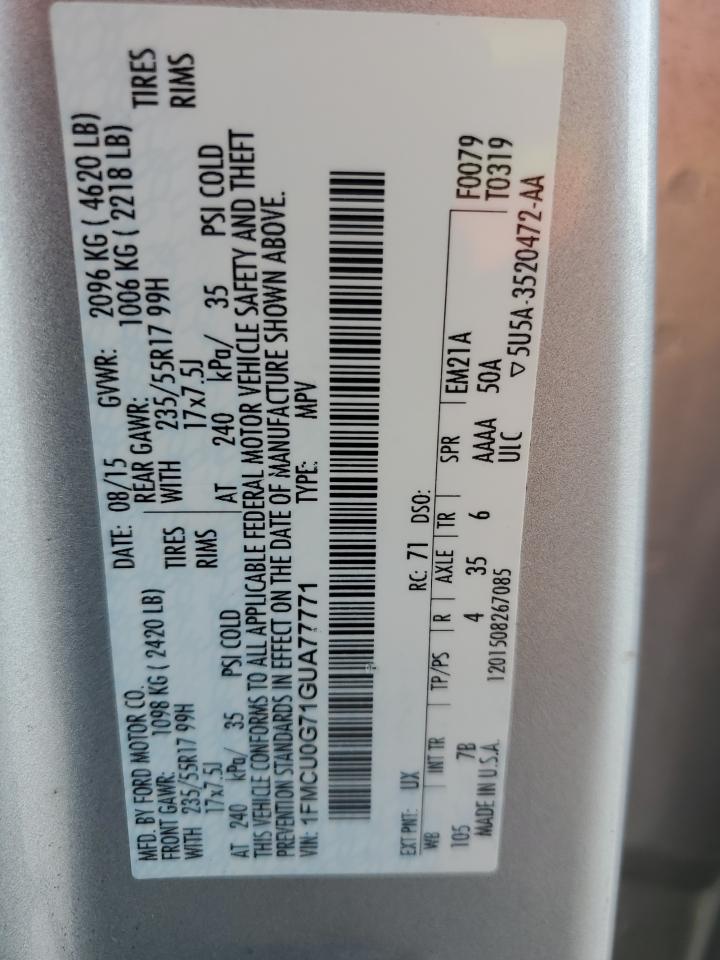 MFD. BY FORD MOTOR CO.
DATE: 08/15 GVWR: 2096 KG ( 4620 LB)
FRONT GAWR: 1098 KG ( 2420 LB)
REAR GAWR: 1006 KG ( 2218 LB)
WITH 235/55R17 99H TIRES
WITH 235/55R17 99H TIRES
17x7.5J RIMS
17x7.5J RIMS
AT 240 kPa/ 35 PSI COLD
AT 240 kPa/ 35 PSI COLD
THIS VEHICLE CONFORMS TO ALL APPLICABLE FEDERAL MOTOR VEHICLE SAFETY AND THEFT
PREVENTION STANDARDS IN EFFECT ON THE DATE OF MANUFACTURE SHOWN ABOVE.
VIN: 1FMCU0G71GUA77771 TYPE: MPV
EXT PNT: UX RC: 71 DSO: F0079
WB INT TR TP/PS R AXLE TR SPR EM21A T0319
105 7B 4 35 6 AAAA 50A
MADE IN U.S.A. 1201508267085 ULC ▽5U5A-3520472-AA